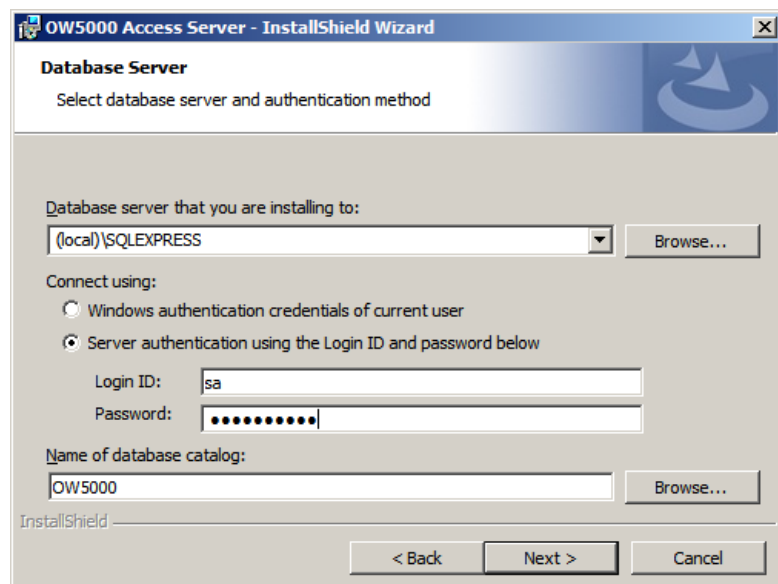 OW5000 Access Server - InstallShield Wizard
Database Server
Select database server and authentication method
Database server that you are installing to:
(local)\SQLEXPRESS
Browse...
Connect using:
Windows authentication credentials of current user
Server authentication using the Login ID and password below
Login ID:
sa
Password:
●●●●●●●●●●
Name of database catalog:
OW5000
Browse...
InstallShield
< Back
Next >
Cancel